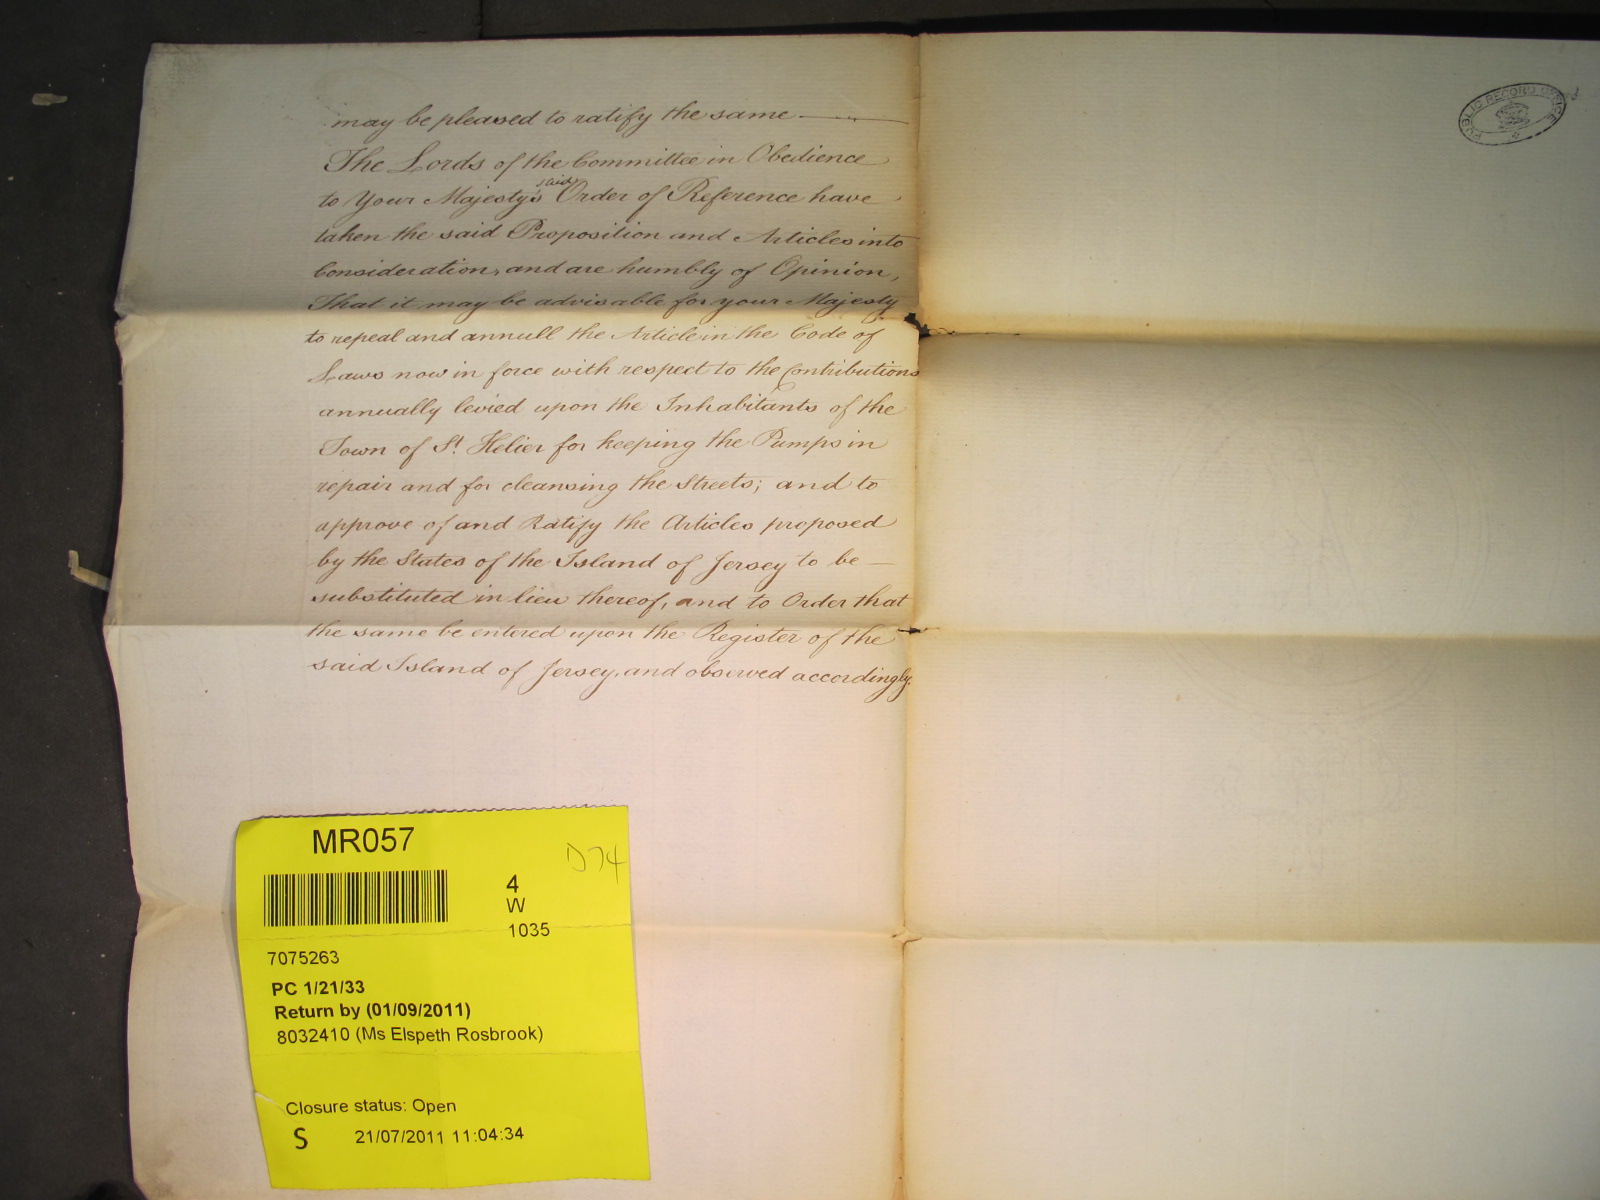 may be pleased to ratify the same
The Lords of the Committee in Obedience
to Your Majesty's said Order of Reference have
taken the said Proposition and Articles into
Consideration, and are humbly of Opinion,
That it may be advisable for your Majesty
to repeal and annull the Article in the Code of
Laws now in force with respect to the Contributions
annually levied upon the Inhabitants of the
Town of St. Helier for keeping the Pumps in
repair and for cleansing the Streets; and to
approve of and Ratify the Articles proposed
by the States of the Island of Jersey to be —
substituted in lieu thereof, and to Order that
the same be entered upon the Register of the
said Island of Jersey, and observed accordingly.
PUBLIC RECORD OFFICE
MR057
D74
4
W
1035
7075263
PC 1/21/33
Return by (01/09/2011)
8032410 (Ms Elspeth Rosbrook)
Closure status: Open
S 21/07/2011 11:04:34